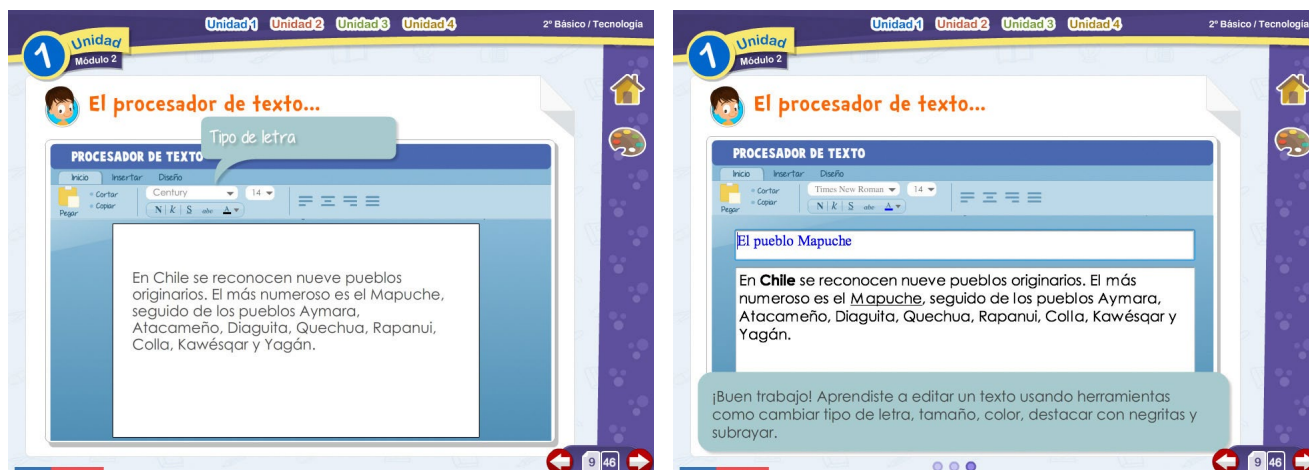 Unidad 1 Unidad 2 Unidad 3 Unidad 4
2º Básico / Tecnología
1 Unidad
Módulo 2
El procesador de texto...
Tipo de letra
PROCESADOR DE TEXTO
Inicio Insertar Diseño
Pegar
Cortar
Copiar
Century 14
N K S abc A
En Chile se reconocen nueve pueblos
originarios. El más numeroso es el Mapuche,
seguido de los pueblos Aymara,
Atacameño, Diaguita, Quechua, Rapanui,
Colla, Kawésqar y Yagán.
9 46
Unidad 1 Unidad 2 Unidad 3 Unidad 4
2º Básico / Tecnología
1 Unidad
Módulo 2
El procesador de texto...
PROCESADOR DE TEXTO
Inicio Insertar Diseño
Pegar
Cortar
Copiar
Times New Roman 14
N K S abc A
El pueblo Mapuche
En Chile se reconocen nueve pueblos originarios. El más
numeroso es el Mapuche, seguido de los pueblos Aymara,
Atacameño, Diaguita, Quechua, Rapanui, Colla, Kawésqar y
Yagán.
¡Buen trabajo! Aprendiste a editar un texto usando herramientas
como cambiar tipo de letra, tamaño, color, destacar con negritas y
subrayar.
9 46